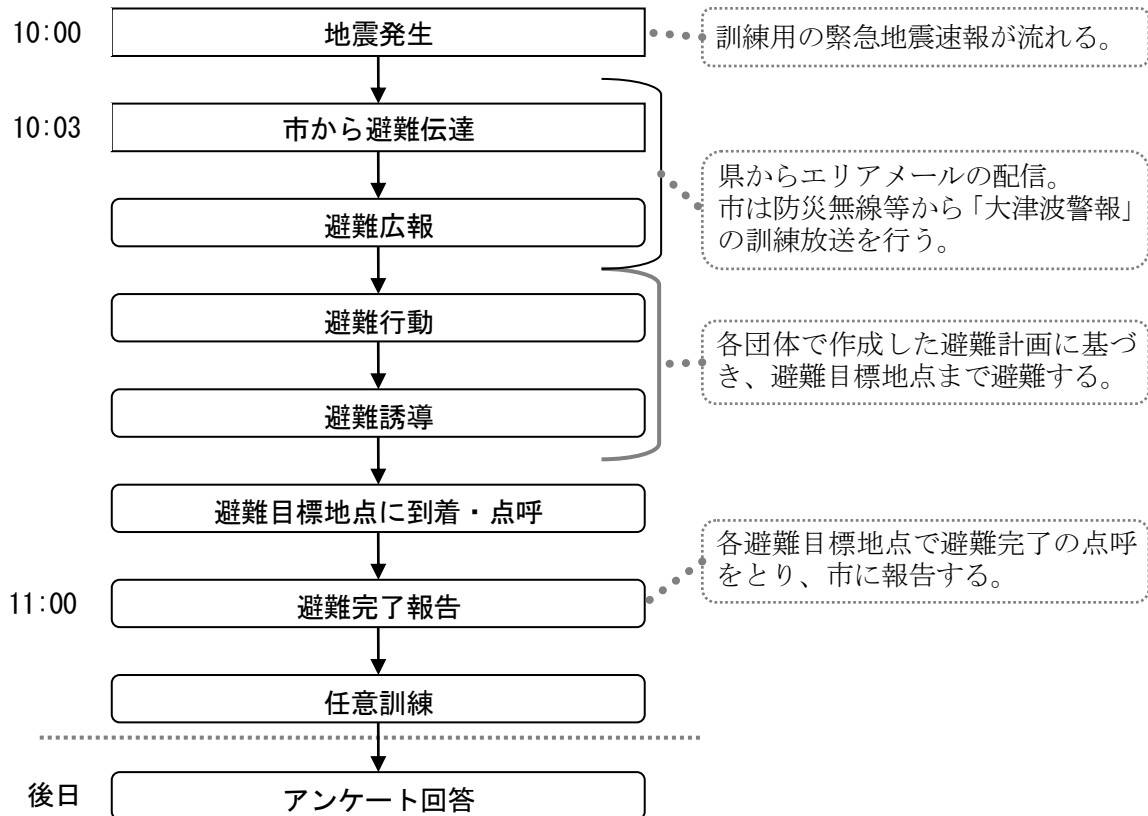 10:00
地震発生
訓練用の緊急地震速報が流れる。
10:03
市から避難伝達
県からエリアメールの配信。
市は防災無線等から「大津波警報」
の訓練放送を行う。
避難広報
避難行動
各団体で作成した避難計画に基づ
き、避難目標地点まで避難する。
避難誘導
避難目標地点に到着・点呼
各避難目標地点で避難完了の点呼
をとり、市に報告する。
11:00
避難完了報告
任意訓練
後日
アンケート回答